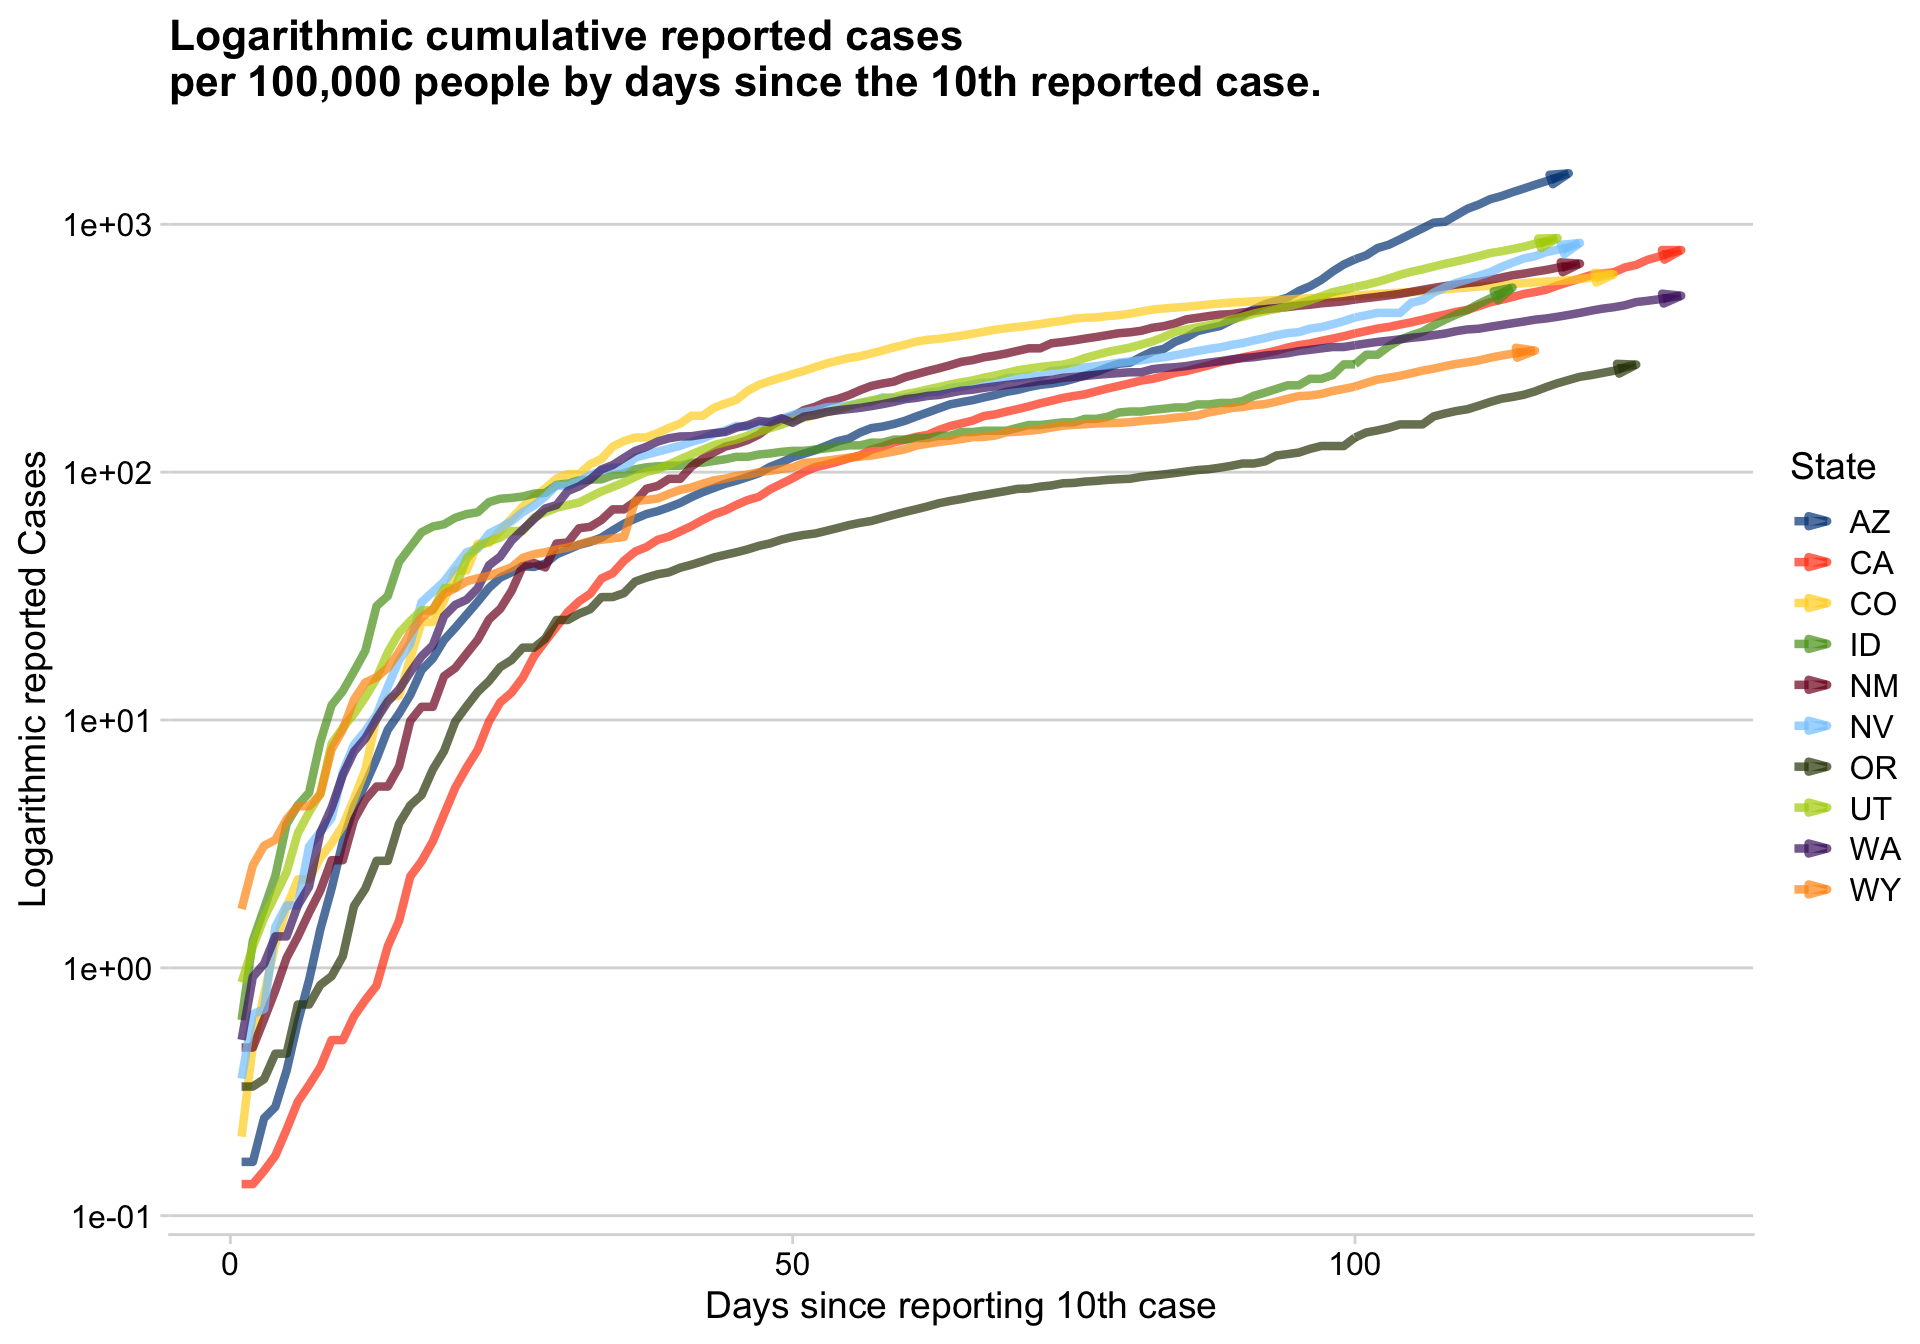 Logarithmic cumulative reported cases
per 100,000 people by days since the 10th reported case.
Logarithmic reported Cases
1e+03
1e+02
1e+01
1e+00
1e-01
0
50
100
Days since reporting 10th case
State
AZ
CA
CO
ID
NM
NV
OR
UT
WA
WY